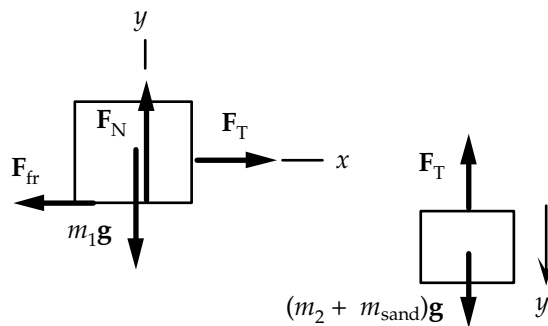 y
F_N
F_T
x
F_fr
m_1g
F_T
(m_2 + m_sand)g
y